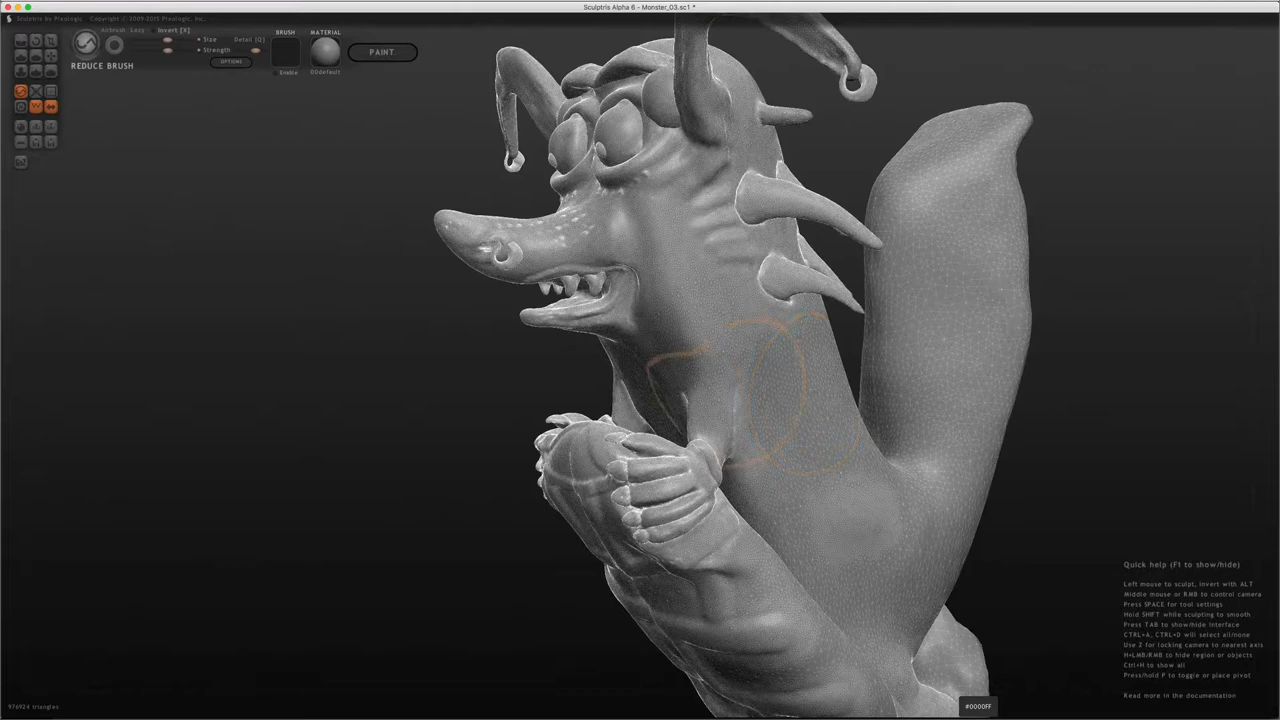 Sculptris Alpha 6 - Monster_03.sc1 *
Sculptris by Pixologic Copyright (c) 2009-2015 Pixologic, Inc.
Airbrush Lazy Invert [X]
Size Detail [Q]
Strength
OPTIONS
REDUCE BRUSH
BRUSH
Enable
MATERIAL
00default
PAINT
Quick help (F1 to show/hide)
Left mouse to sculpt, invert with ALT
Middle mouse or RMB to control camera
Press SPACE for tool settings
Hold SHIFT while sculpting to smooth
Press TAB to show/hide interface
CTRL+A, CTRL+D will select all/none
Use Z for locking camera to nearest axis
H+LMB/RMB to hide region or objects
Ctrl+H to show all
Press/hold P to toggle or place pivot
Read more in the documentation
976924 triangles
#0000FF